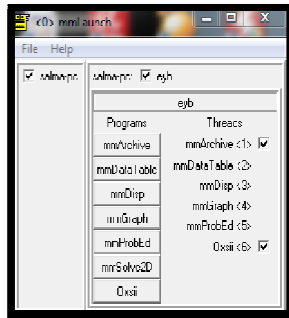 <0> mmLaunch
File Help
salma-pc
salma-pc: eyb
eyb
Programs Threads
mmArchive mmArchive <1>
mmDataTable mmDataTable <2>
mmDisp mmDisp <3>
mmGraph mmGraph <4>
mmProbEd mmProbEd <5>
mmSolve2D Oxsii <6>
Oxsii